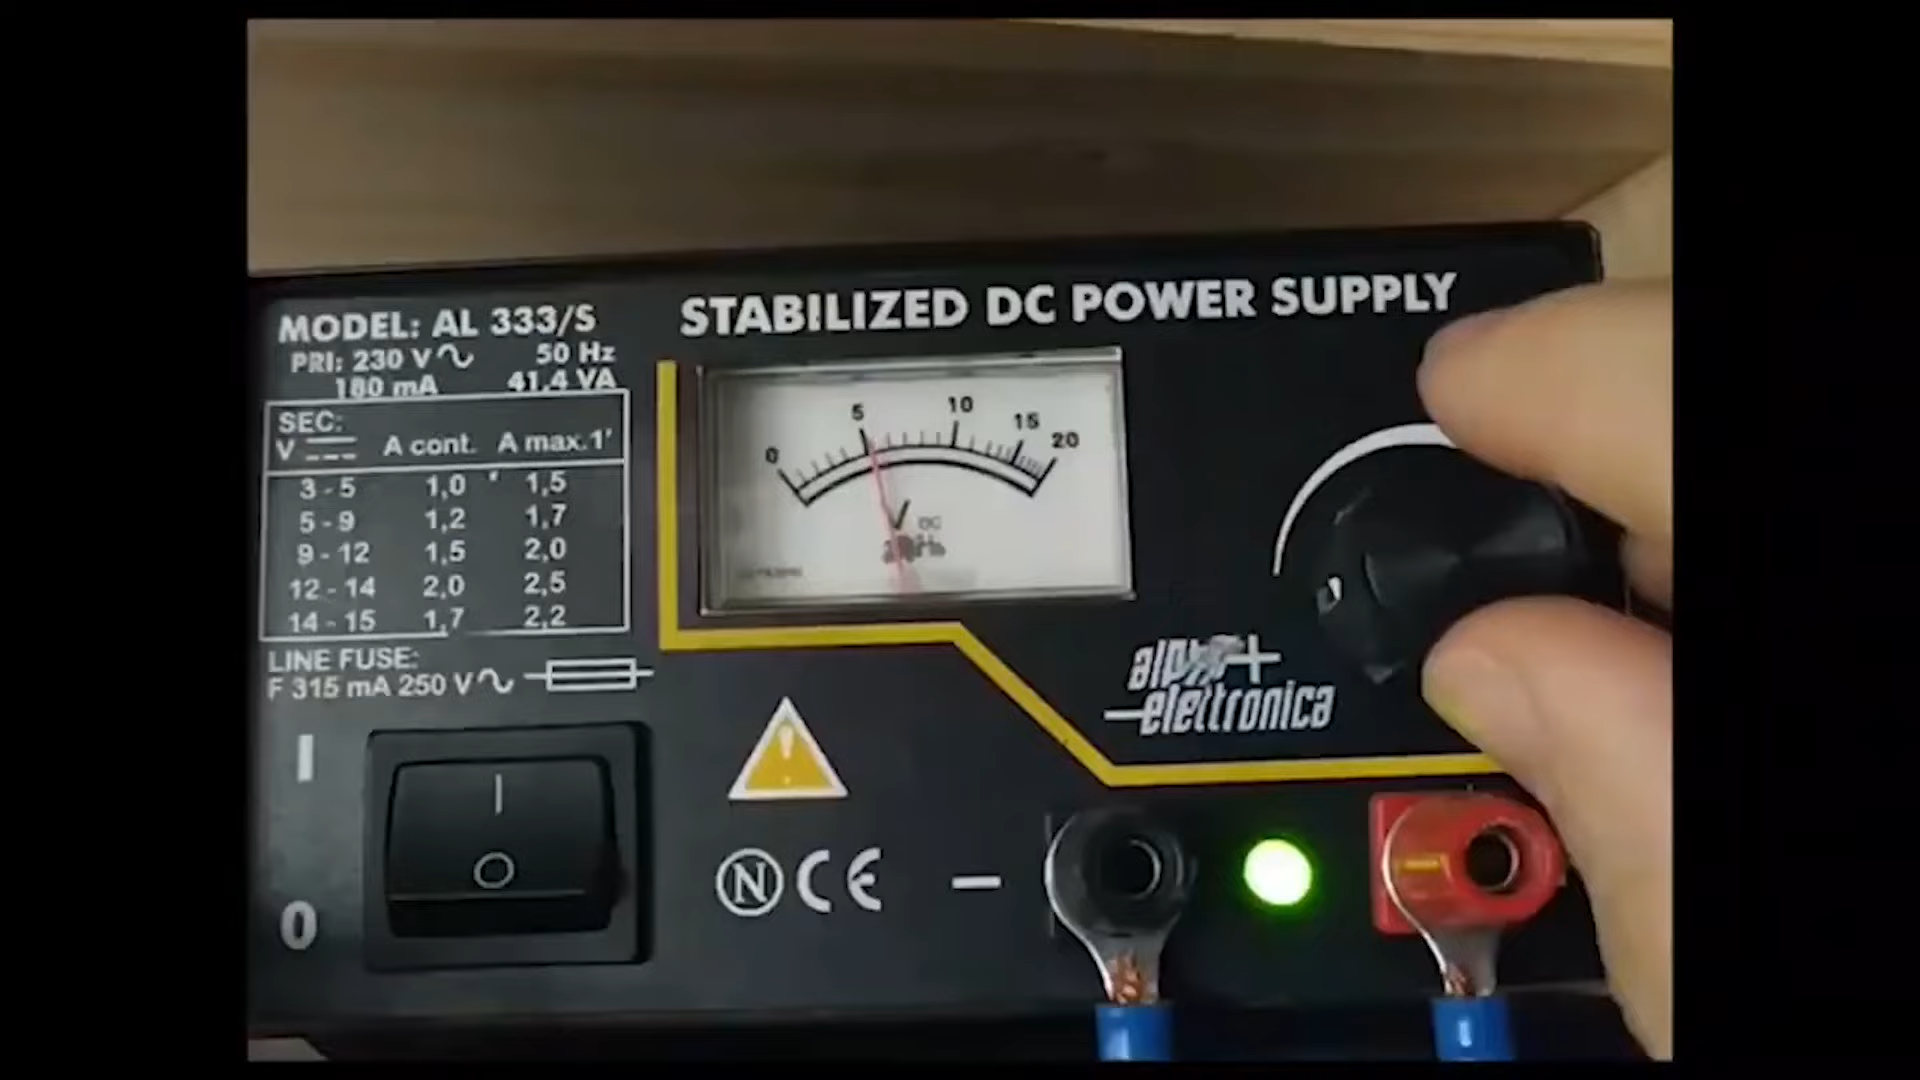 MODEL: AL 333/S
PRI: 230 V 50 Hz
180 mA 41,4 VA
SEC:
V A cont. A max.1'
3 - 5 1,0 1,5
5 - 9 1,2 1,7
9 - 12 1,5 2,0
12 - 14 2,0 2,5
14 - 15 1,7 2,2
LINE FUSE:
F 315 mA 250 V
I
0
I
O
STABILIZED DC POWER SUPPLY
0 5 10 15 20
V DC
elettronica
N CE −